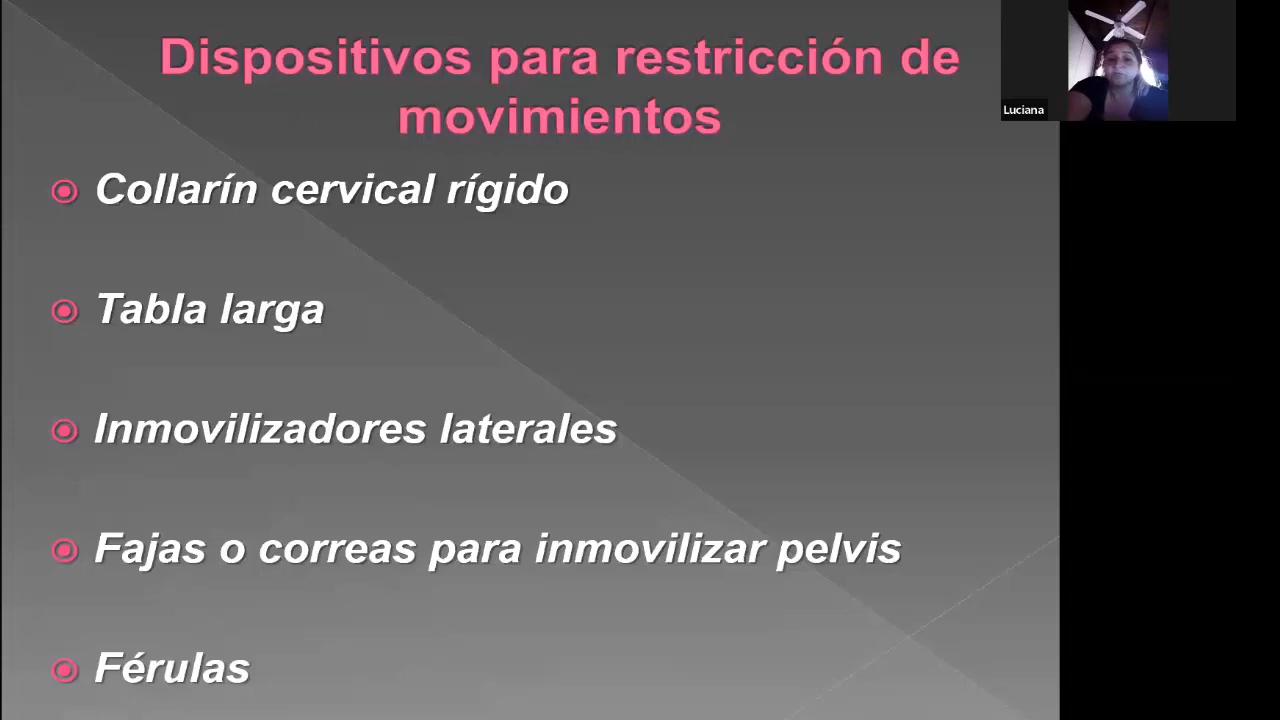 Dispositivos para restricción de
movimientos
Luciana
Collarín cervical rígido
Tabla larga
Inmovilizadores laterales
Fajas o correas para inmovilizar pelvis
Férulas